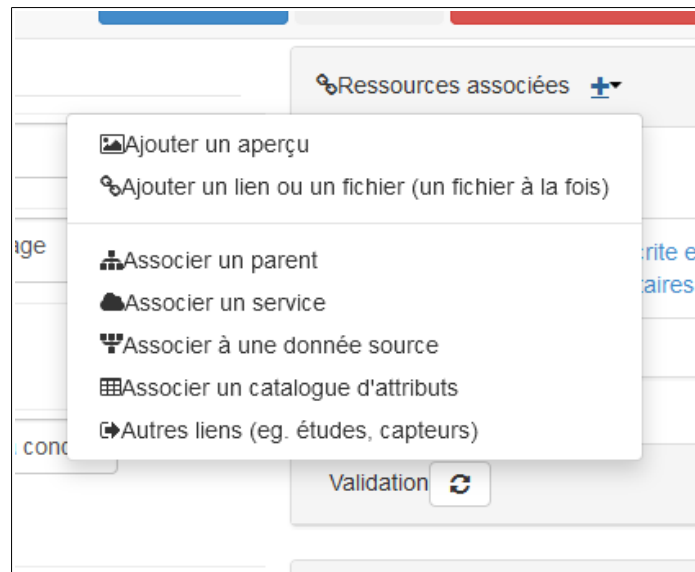 Ressources associées
Ajouter un aperçu
Ajouter un lien ou un fichier (un fichier à la fois)
Associer un parent
Associer un service
Associer à une donnée source
Associer un catalogue d'attributs
Autres liens (eg. études, capteurs)
Validation